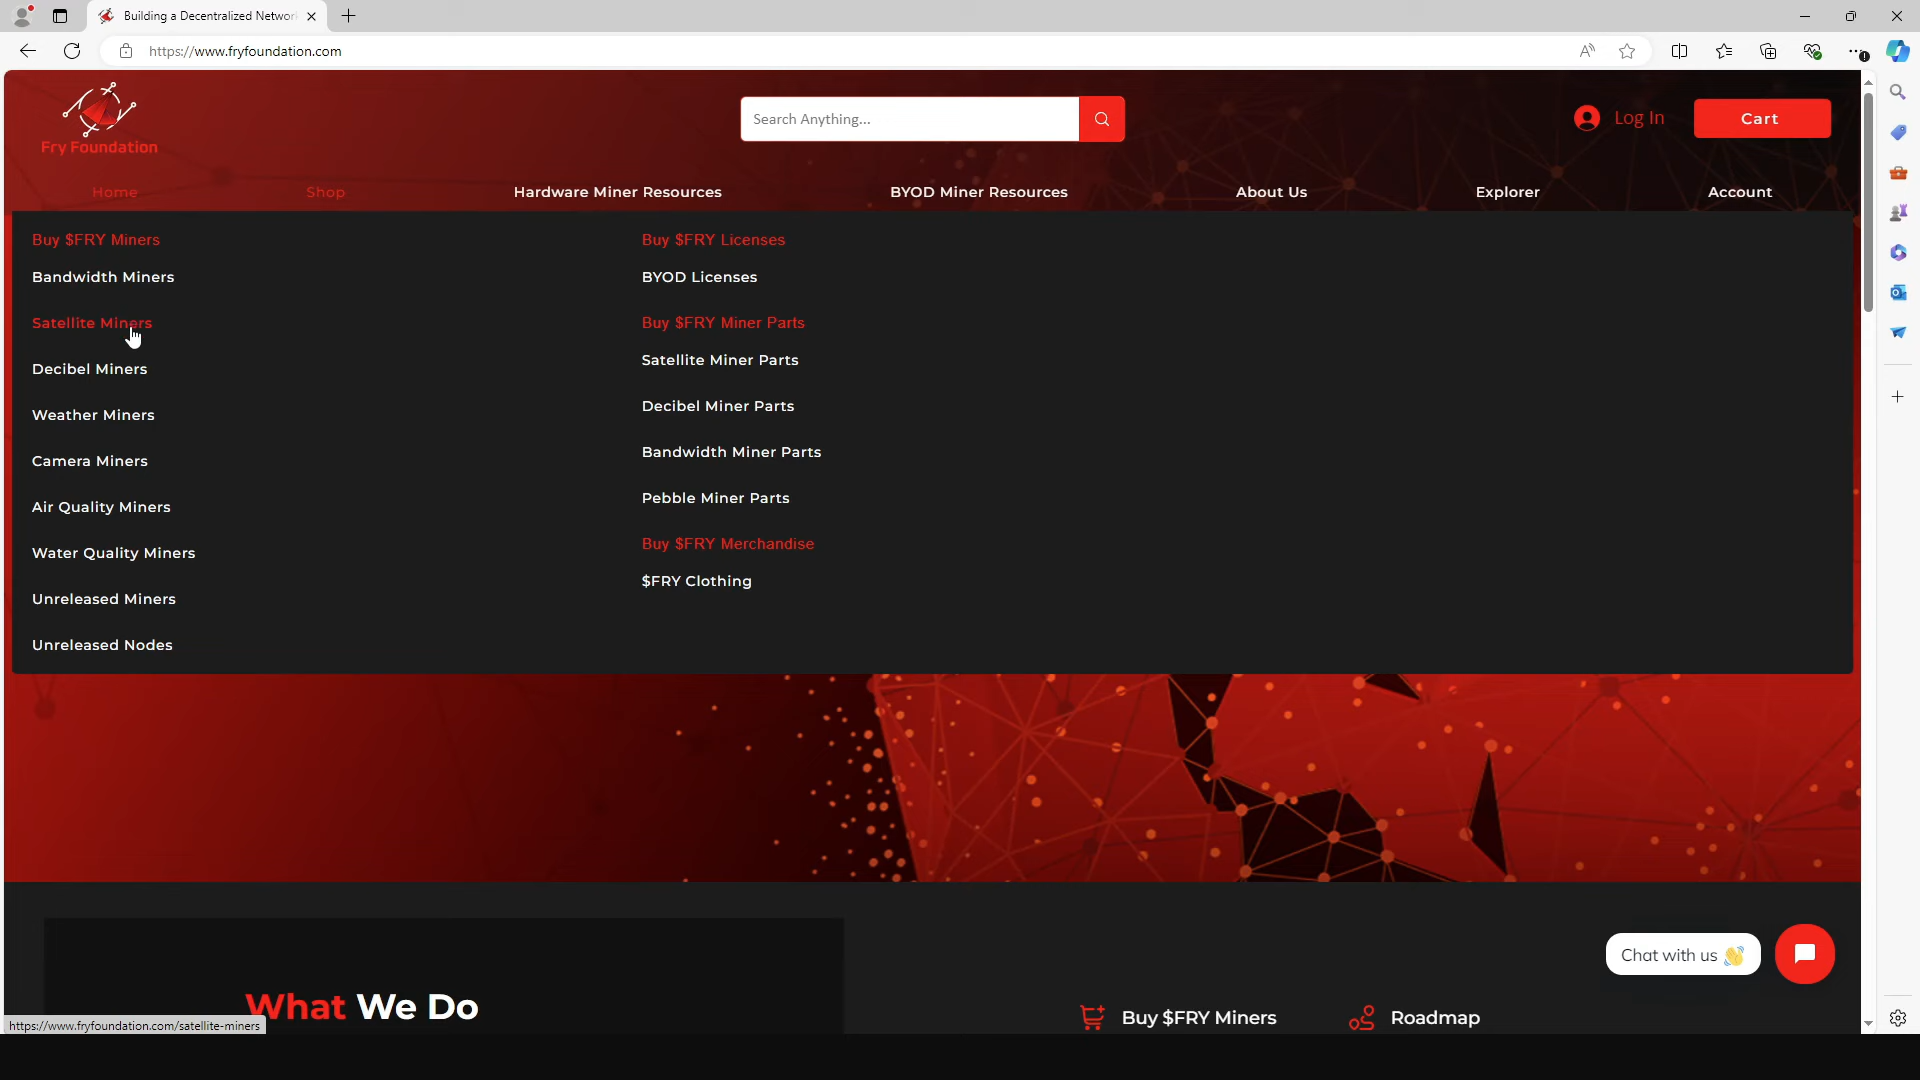 Building a Decentralized Networ
https://www.fryfoundation.com
Fry Foundation
Search Anything...
Log In
Cart
Home
Shop
Hardware Miner Resources
BYOD Miner Resources
About Us
Explorer
Account
Buy $FRY Miners
Bandwidth Miners
Satellite Miners
Decibel Miners
Weather Miners
Camera Miners
Air Quality Miners
Water Quality Miners
Unreleased Miners
Unreleased Nodes
Buy $FRY Licenses
BYOD Licenses
Buy $FRY Miner Parts
Satellite Miner Parts
Decibel Miner Parts
Bandwidth Miner Parts
Pebble Miner Parts
Buy $FRY Merchandise
$FRY Clothing
Chat with us 👋
What We Do
Buy $FRY Miners
Roadmap
https://www.fryfoundation.com/satellite-miners